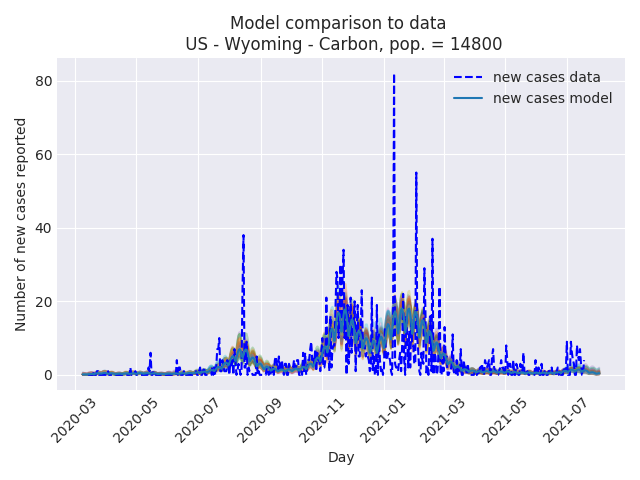 Model comparison to data
US - Wyoming - Carbon, pop. = 14800
new cases data
new cases model
Number of new cases reported
80
60
40
20
0
2020-03
2020-05
2020-07
2020-09
2020-11
2021-01
2021-03
2021-05
2021-07
Day